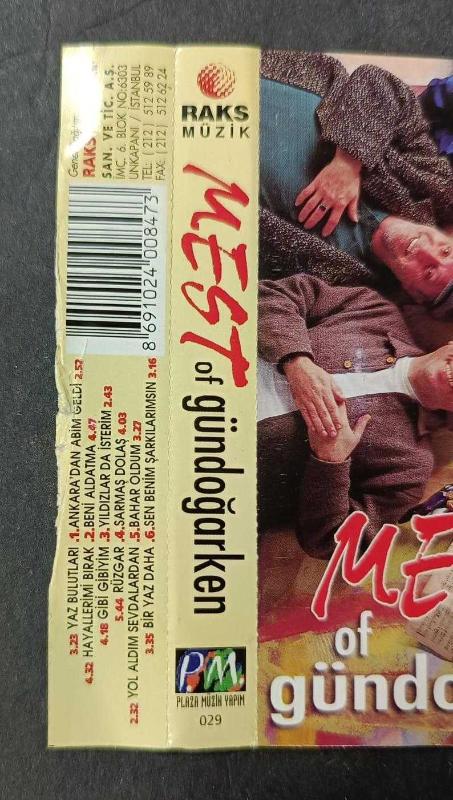 3.23 YAZ BULUTLARI .1. ANKARA'DAN ABİM GELDİ 2.52
4.32 HAYALLERİMİ BIRAK .2. BENİ ALDATMA 4.47
4.18 GİBİ GİBİYİM .3. YILDIZLAR DA İSTERİM 2.43
5.44 RÜZGAR .4. SARMAŞ DOLAŞ 4.03
2.32 YOL ALDIM SEVDALARDAN .5. BAHAR OLDUM 3.27
3.35 BİR YAZ DAHA .6. SEN BENİM ŞARKILARIMSIN 3.16
8 691024 008473
RAKS
SAN. VE TİC. A.Ş.
İMÇ. 6. BLOK NO:6303
UNKAPANI / İSTANBUL
TEL: (212) 512 59 89
FAX: (212) 512 62 24
RAKS
MÜZİK
MEST
of gündoğarken
PM
PLAZA MÜZİK YAPIM
029
ME
of
gündo